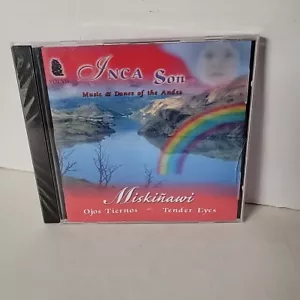 INCA SON
Music & Dance of the Andes
Miskiñawi
Ojos Tiernos - Tender Eyes